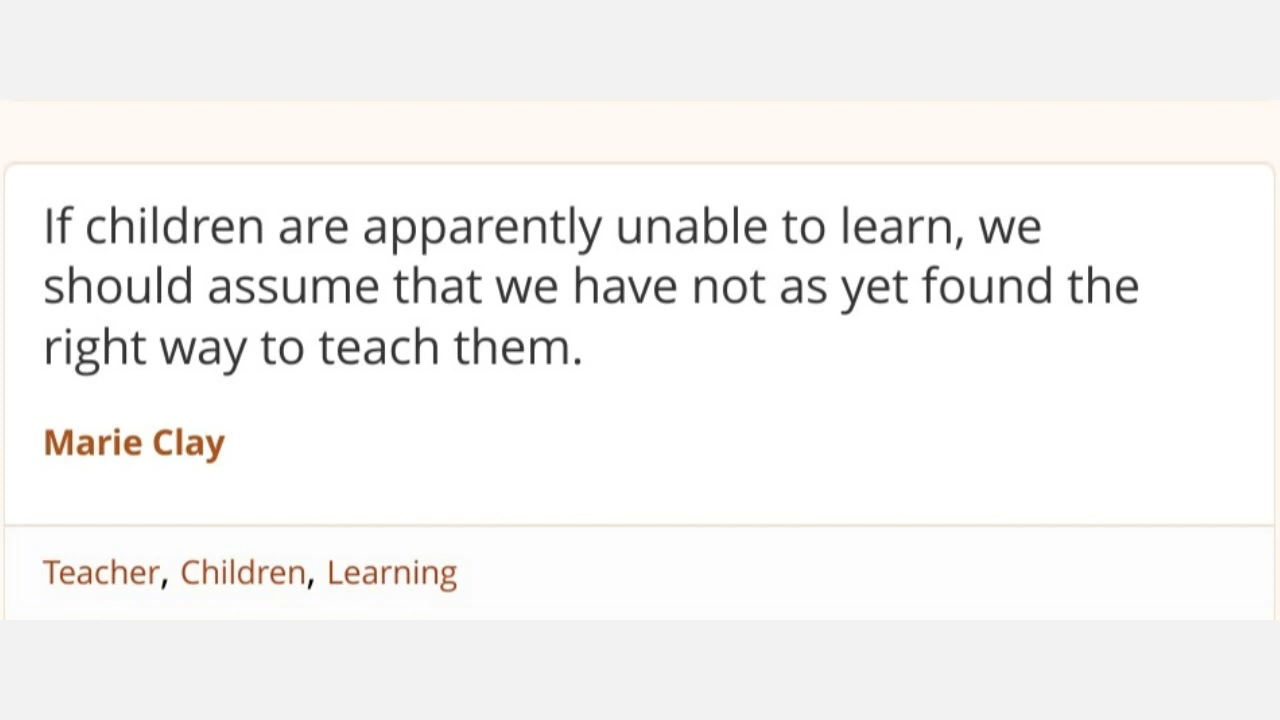 If children are apparently unable to learn, we
should assume that we have not as yet found the
right way to teach them.
Marie Clay
Teacher, Children, Learning